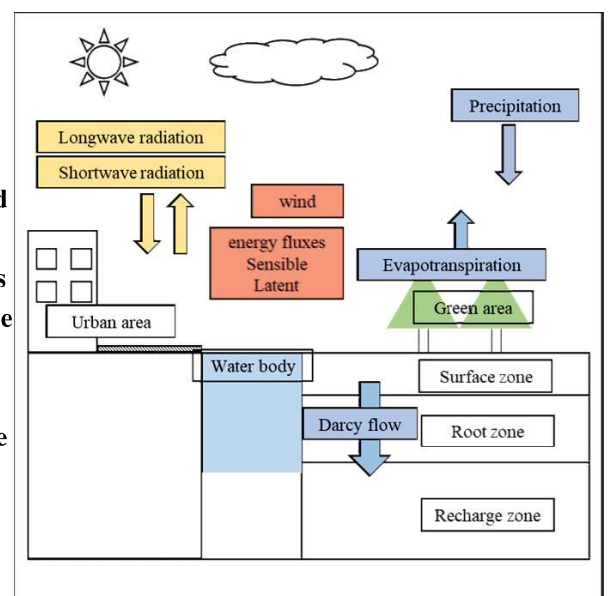 Precipitation
Longwave radiation
Shortwave radiation
wind
energy fluxes
Sensible
Latent
Evapotranspiration
Green area
Urban area
Water body
Surface zone
Darcy flow
Root zone
Recharge zone
d
s
e
e